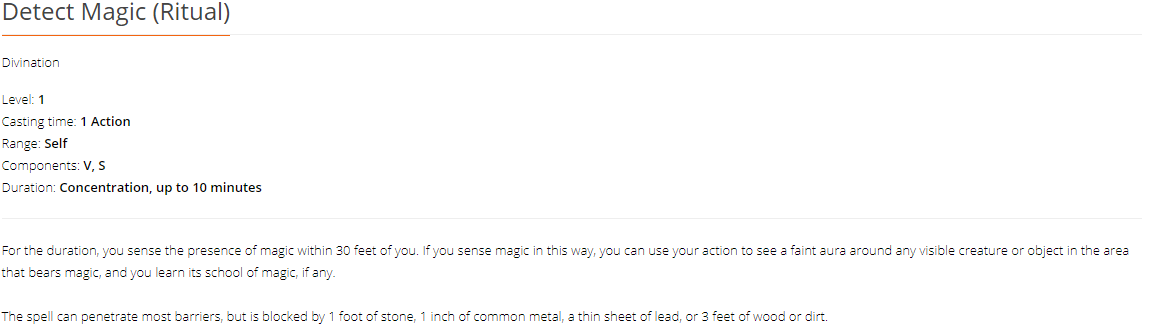 Detect Magic (Ritual)
Divination
Level: 1
Casting time: 1 Action
Range: Self
Components: V, S
Duration: Concentration, up to 10 minutes
For the duration, you sense the presence of magic within 30 feet of you. If you sense magic in this way, you can use your action to see a faint aura around any visible creature or object in the area
that bears magic, and you learn its school of magic, if any.
The spell can penetrate most barriers, but is blocked by 1 foot of stone, 1 inch of common metal, a thin sheet of lead, or 3 feet of wood or dirt.